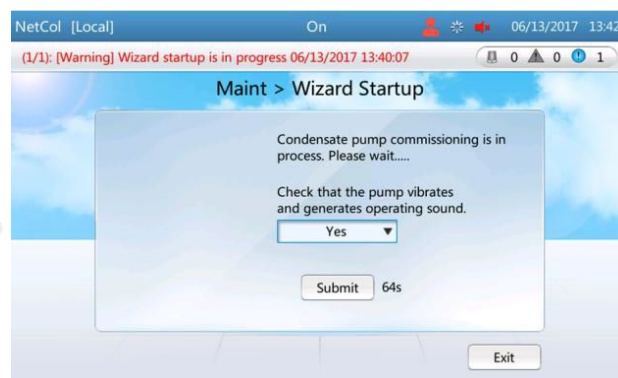 NetCol [Local] On 06/13/2017 13:42
(1/1): [Warning] Wizard startup is in progress 06/13/2017 13:40:07 0 0 1
Maint > Wizard Startup
Condensate pump commissioning is in
process. Please wait.....
Check that the pump vibrates
and generates operating sound.
Yes
Submit 64s
Exit